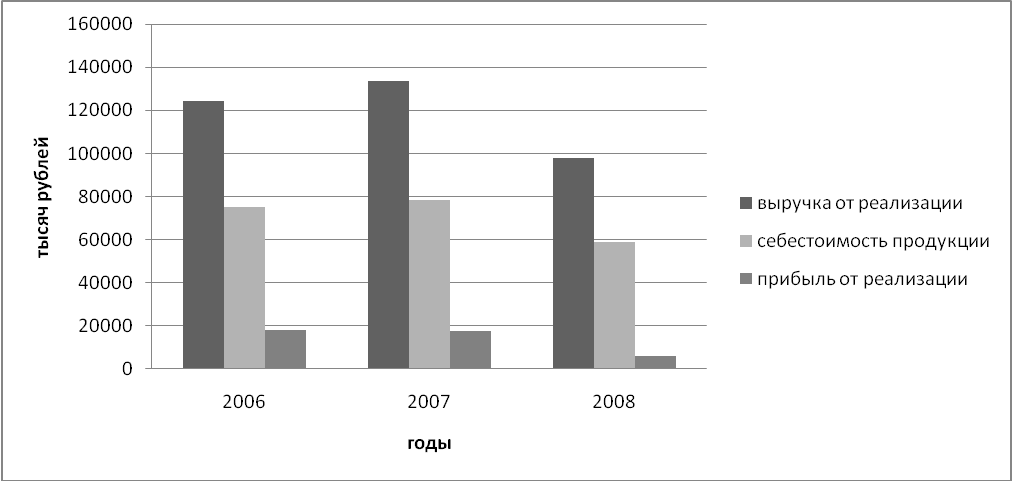 160000
140000
120000
100000
80000
60000
40000
20000
0
тысяч рублей
2006 2007 2008
годы
выручка от реализации
себестоимость продукции
прибыль от реализации